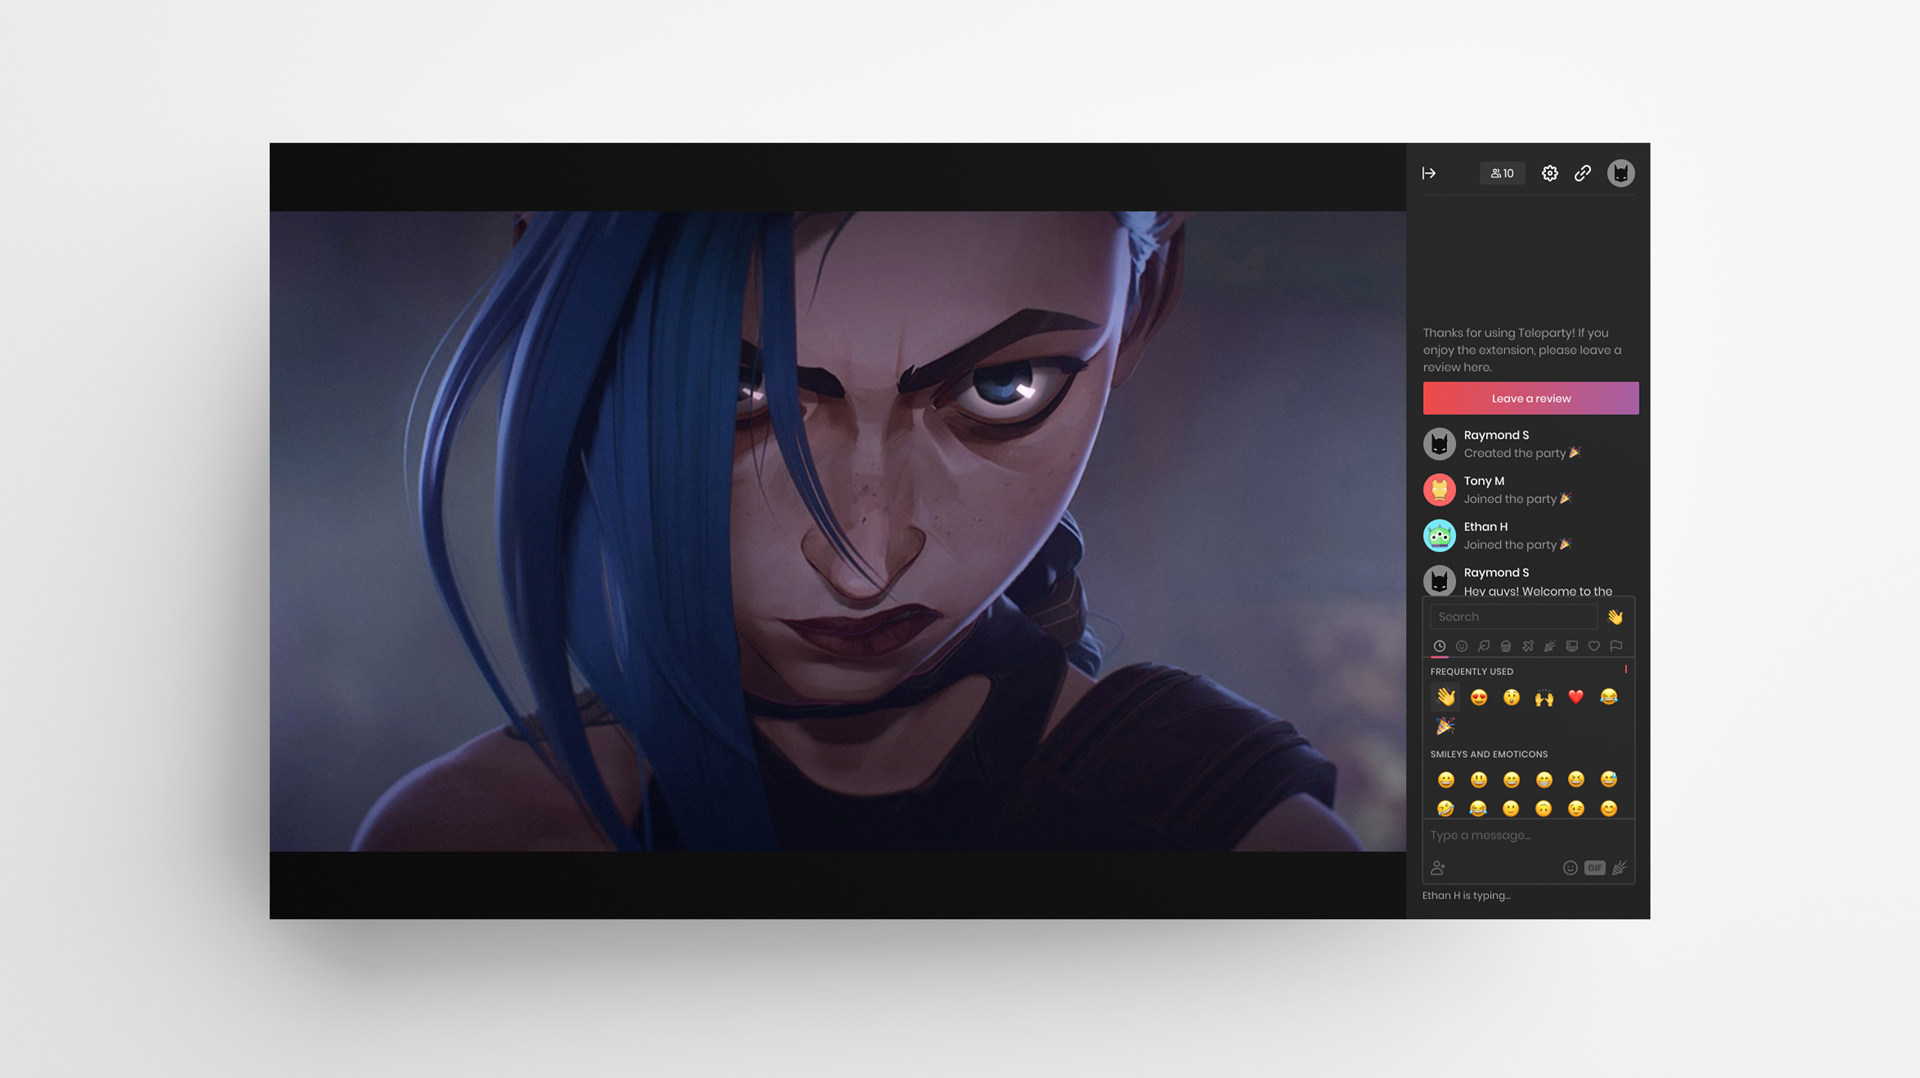 10
Thanks for using Teleparty! If you
enjoy the extension, please leave a
review here.
Leave a review
Raymond S
Created the party
Tony M
Joined the party
Ethan H
Joined the party
Raymond S
Hey guys! Welcome to the
Search
FREQUENTLY USED
SMILEYS AND EMOTICONS
Type a message...
GIF
Ethan H is typing...